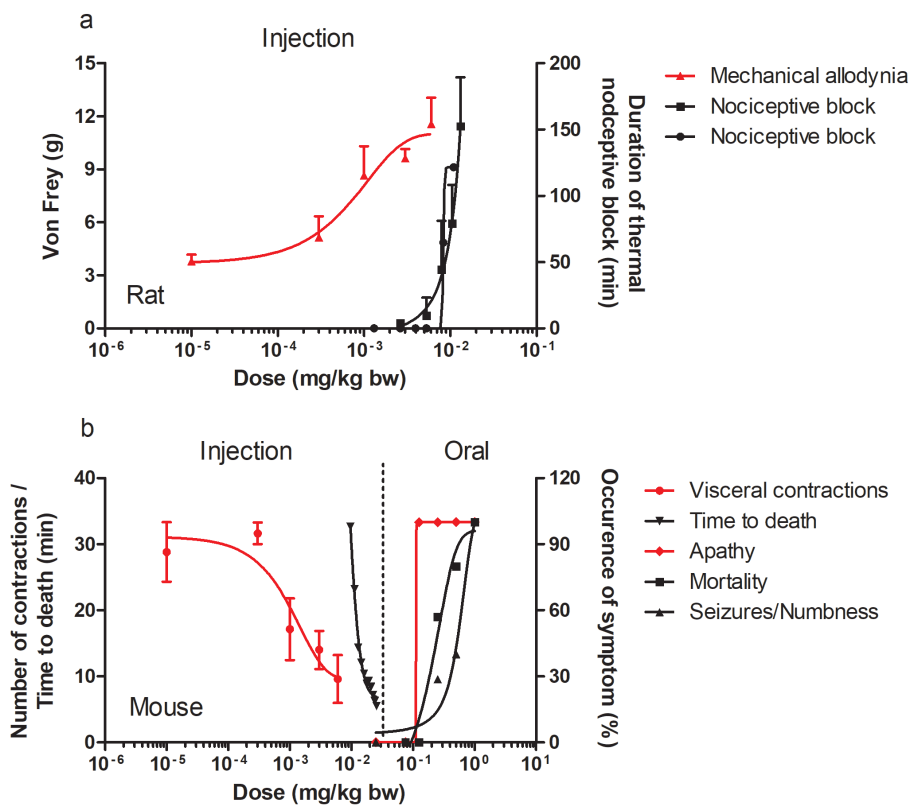 a
Injection
15
12
9
6
3
0
Von Frey (g)
200
150
100
50
0
Duration of thermal
nodceptive block (min)
Rat
10-6 10-5 10-4 10-3 10-2 10-1
Dose (mg/kg bw)
Mechanical allodynia
Nociceptive block
Nociceptive block
b
Injection
Oral
40
30
20
10
0
Number of contractions /
Time to death (min)
120
90
60
30
0
Occurence of symptom (%)
Mouse
10-6 10-5 10-4 10-3 10-2 10-1 100 101
Dose (mg/kg bw)
Visceral contractions
Time to death
Apathy
Mortality
Seizures/Numbness